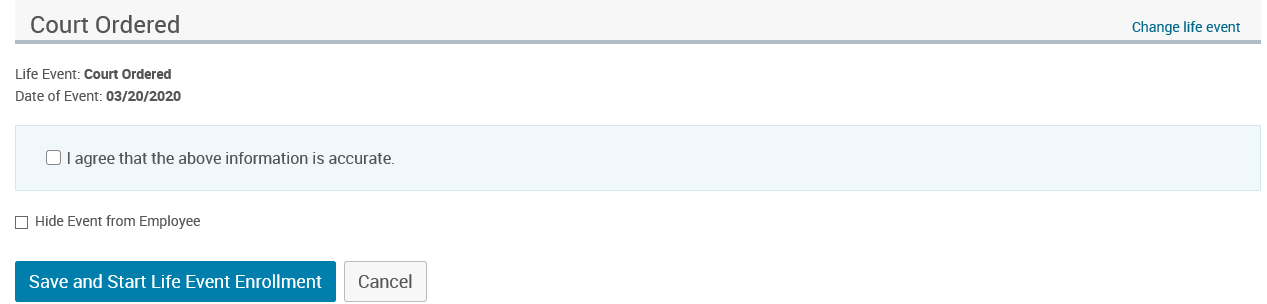 Court Ordered
Change life event
Life Event: Court Ordered
Date of Event: 03/20/2020
I agree that the above information is accurate.
Hide Event from Employee
Save and Start Life Event Enrollment
Cancel